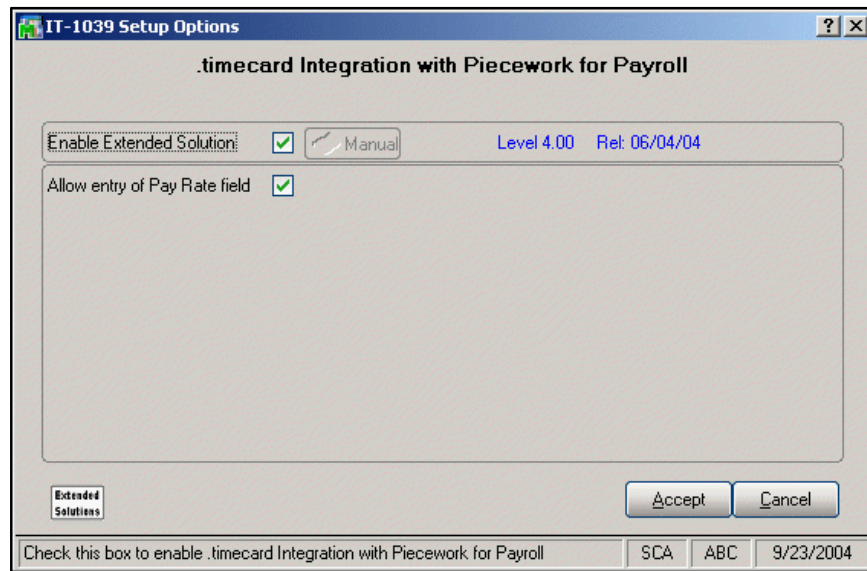 IT-1039 Setup Options
.timecard Integration with Piecework for Payroll
Enable Extended Solution Manual Level 4.00 Rel: 06/04/04
Allow entry of Pay Rate field
Extended
Solutions
Accept Cancel
Check this box to enable .timecard Integration with Piecework for Payroll SCA ABC 9/23/2004